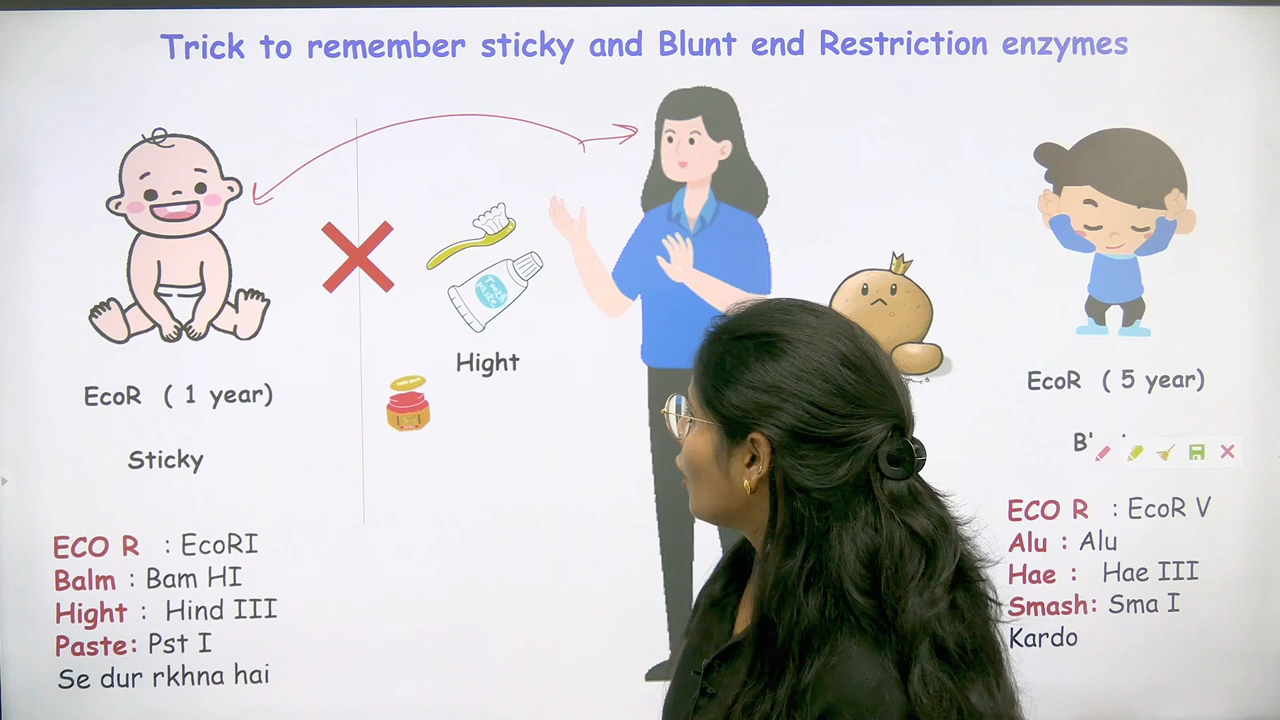 Trick to remember sticky and Blunt end Restriction enzymes
Tooth paste
Hight
EcoR ( 1 year)
Sticky
ECO R : EcoRI
Balm : Bam HI
Hight : Hind III
Paste: Pst I
Se dur rkhna hai
EcoR ( 5 year)
ECO R : EcoR V
Alu : Alu
Hae : Hae III
Smash: Sma I
Kardo